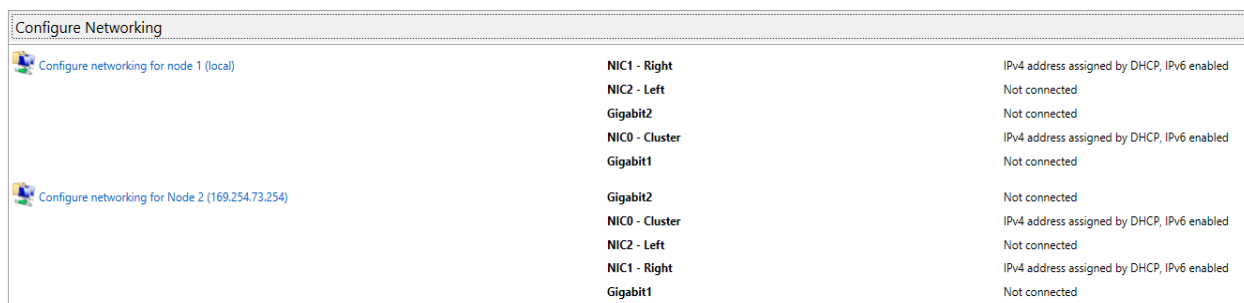 Configure Networking
Configure networking for node 1 (local) NIC1 - Right IPv4 address assigned by DHCP, IPv6 enabled
NIC2 - Left Not connected
Gigabit2 Not connected
NIC0 - Cluster IPv4 address assigned by DHCP, IPv6 enabled
Gigabit1 Not connected
Configure networking for Node 2 (169.254.73.254) Gigabit2 Not connected
NIC0 - Cluster IPv4 address assigned by DHCP, IPv6 enabled
NIC2 - Left Not connected
NIC1 - Right IPv4 address assigned by DHCP, IPv6 enabled
Gigabit1 Not connected